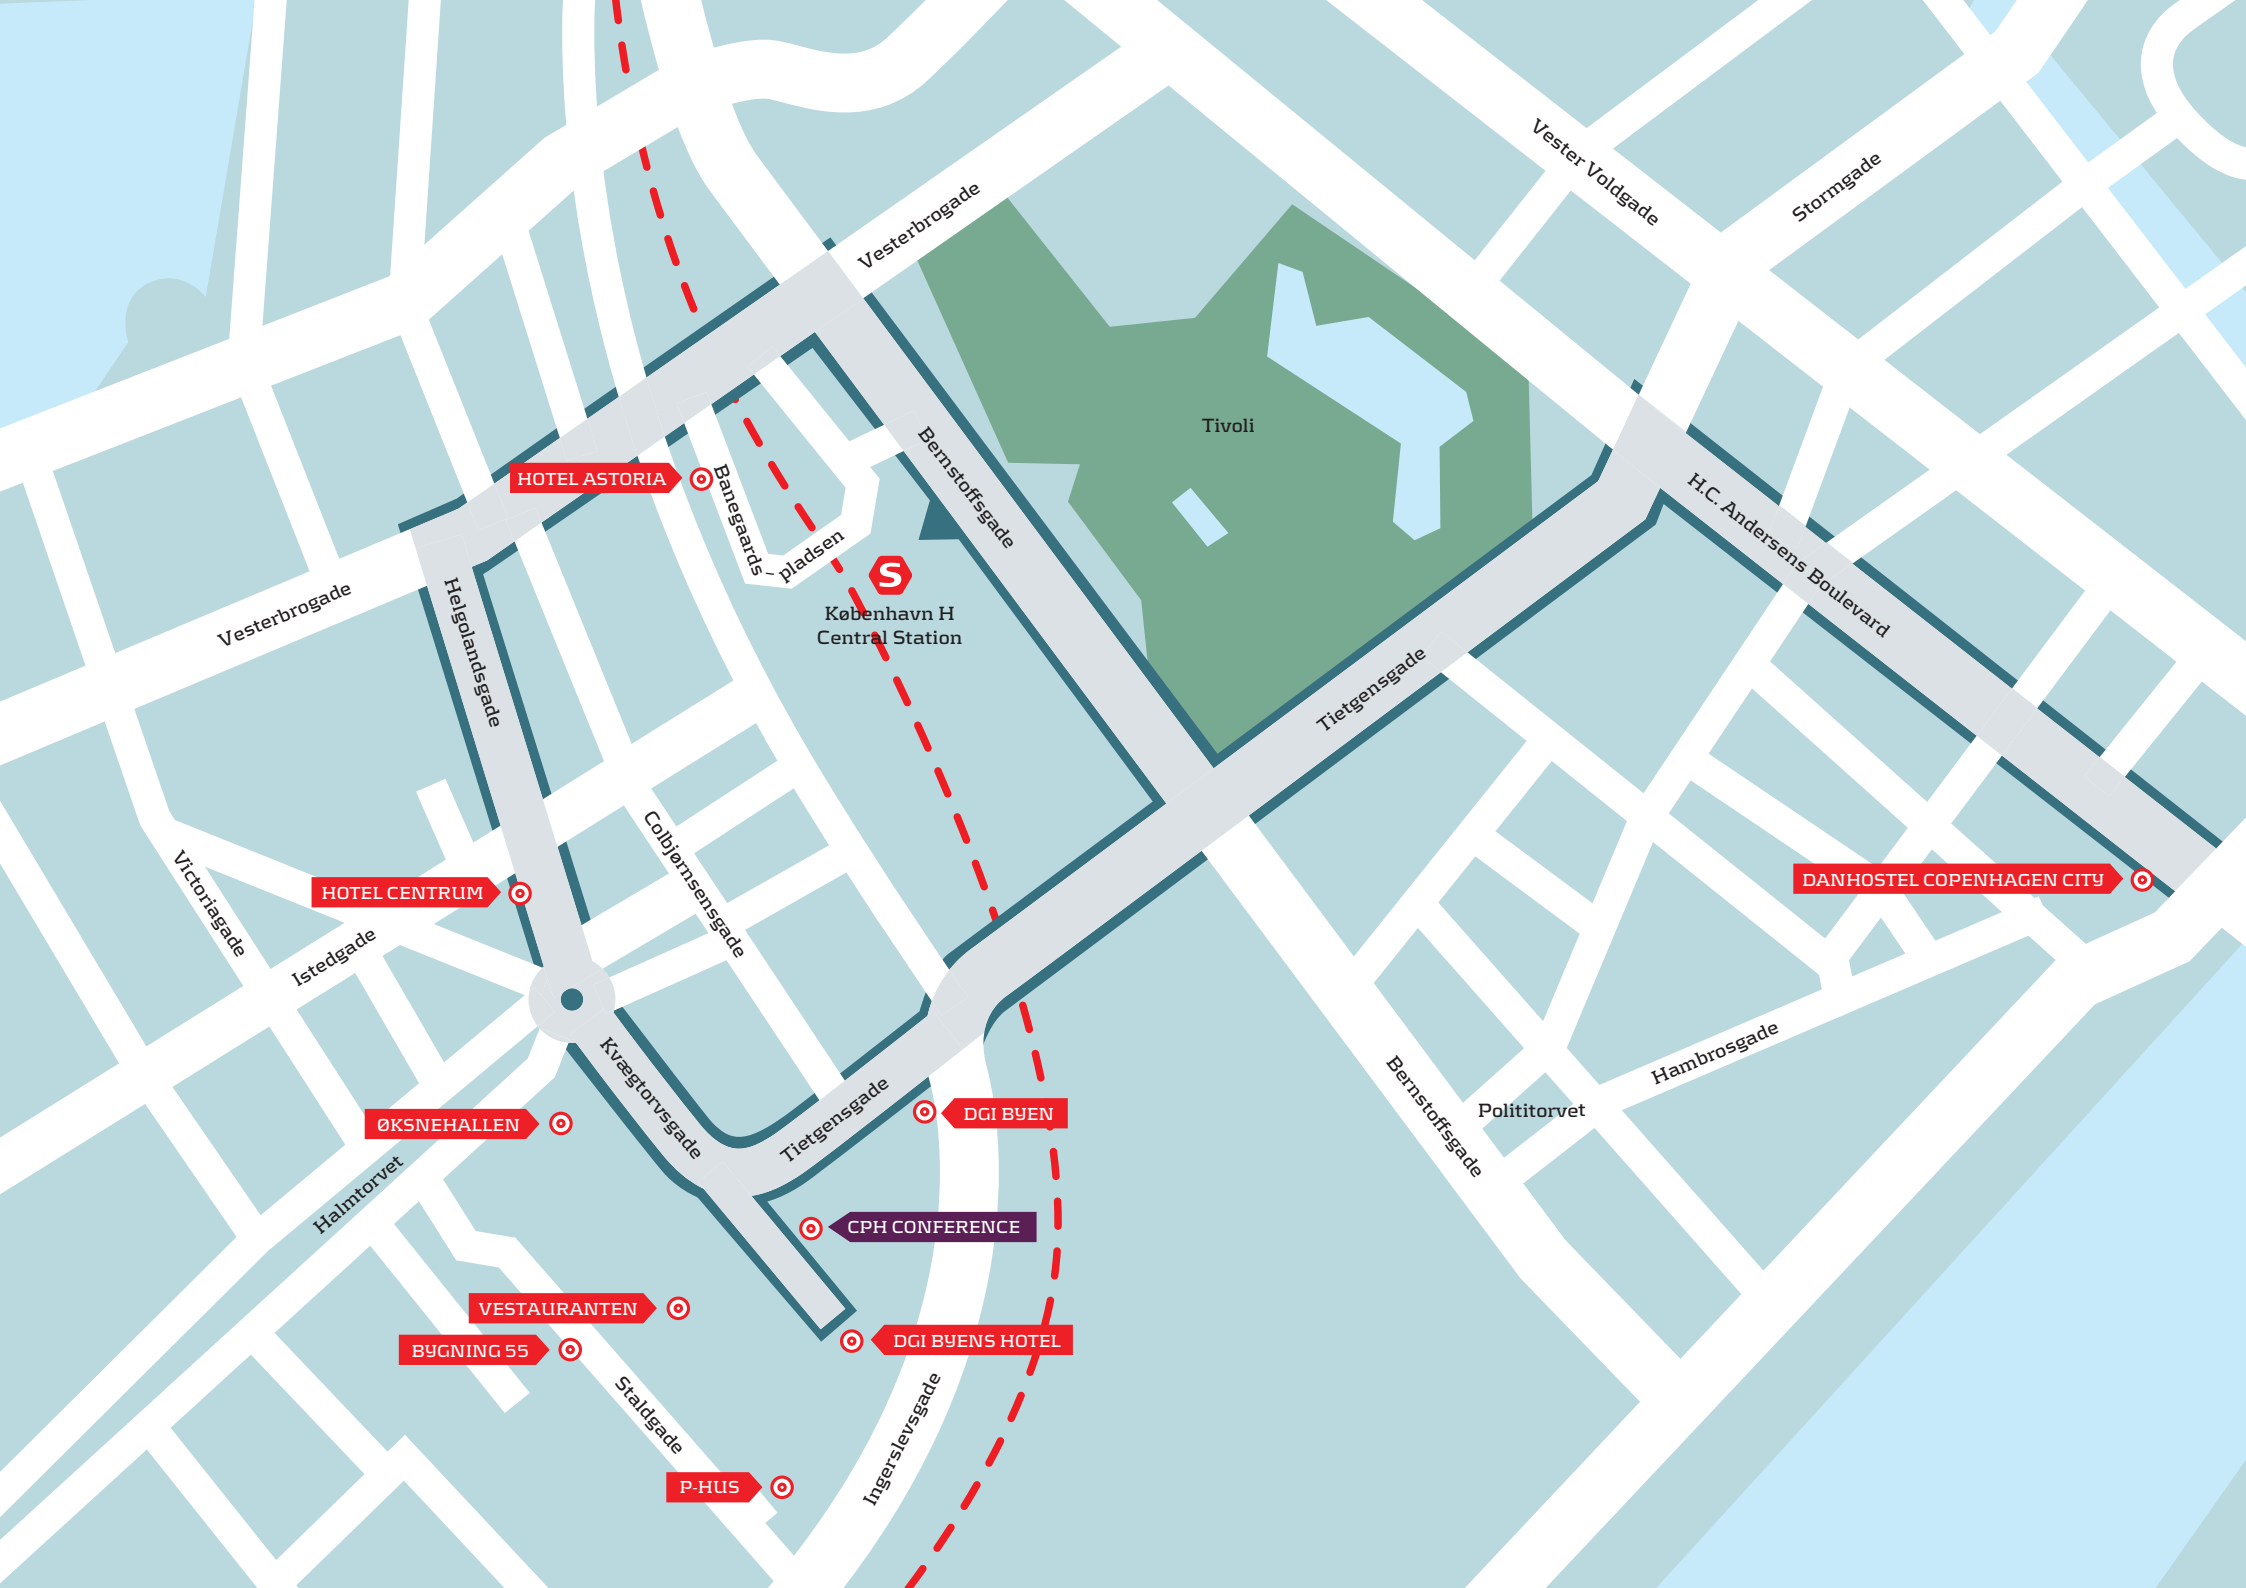 Vester Voldgade
Stormgade
Vesterbrogade
Tivoli
Bernstoffsgade
HOTEL ASTORIA
Banegaards-
pladsen
S
København H
Central Station
H.C. Andersens Boulevard
Vesterbrogade
Helgolandsgade
Tietgensgade
Colbjørnsensgade
Victoriagade
HOTEL CENTRUM
DANHOSTEL COPENHAGEN CITY
Istedgade
Kvægtorvsgade
Tietgensgade
Hambrosgade
DGI BYEN
Polititorvet
Bernstoffsgade
ØKSNEHALLEN
Halmtorvet
CPH CONFERENCE
VESTAURANTEN
BYGNING 55
DGI BYENS HOTEL
Staldgade
Ingerslevsgade
P-HUS